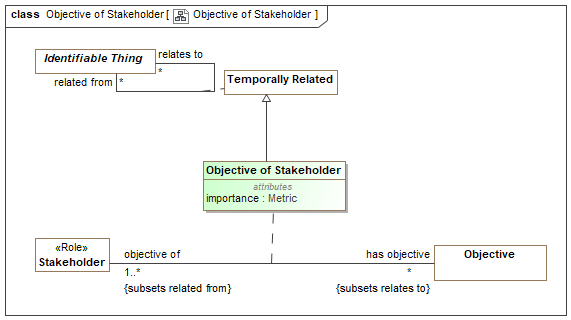 class Objective of Stakeholder [ Objective of Stakeholder ]
Identifiable Thing
relates to
*
related from
*
Temporally Related
Objective of Stakeholder
attributes
importance : Metric
«Role»
Stakeholder
objective of
1..*
{subsets related from}
has objective
*
{subsets relates to}
Objective